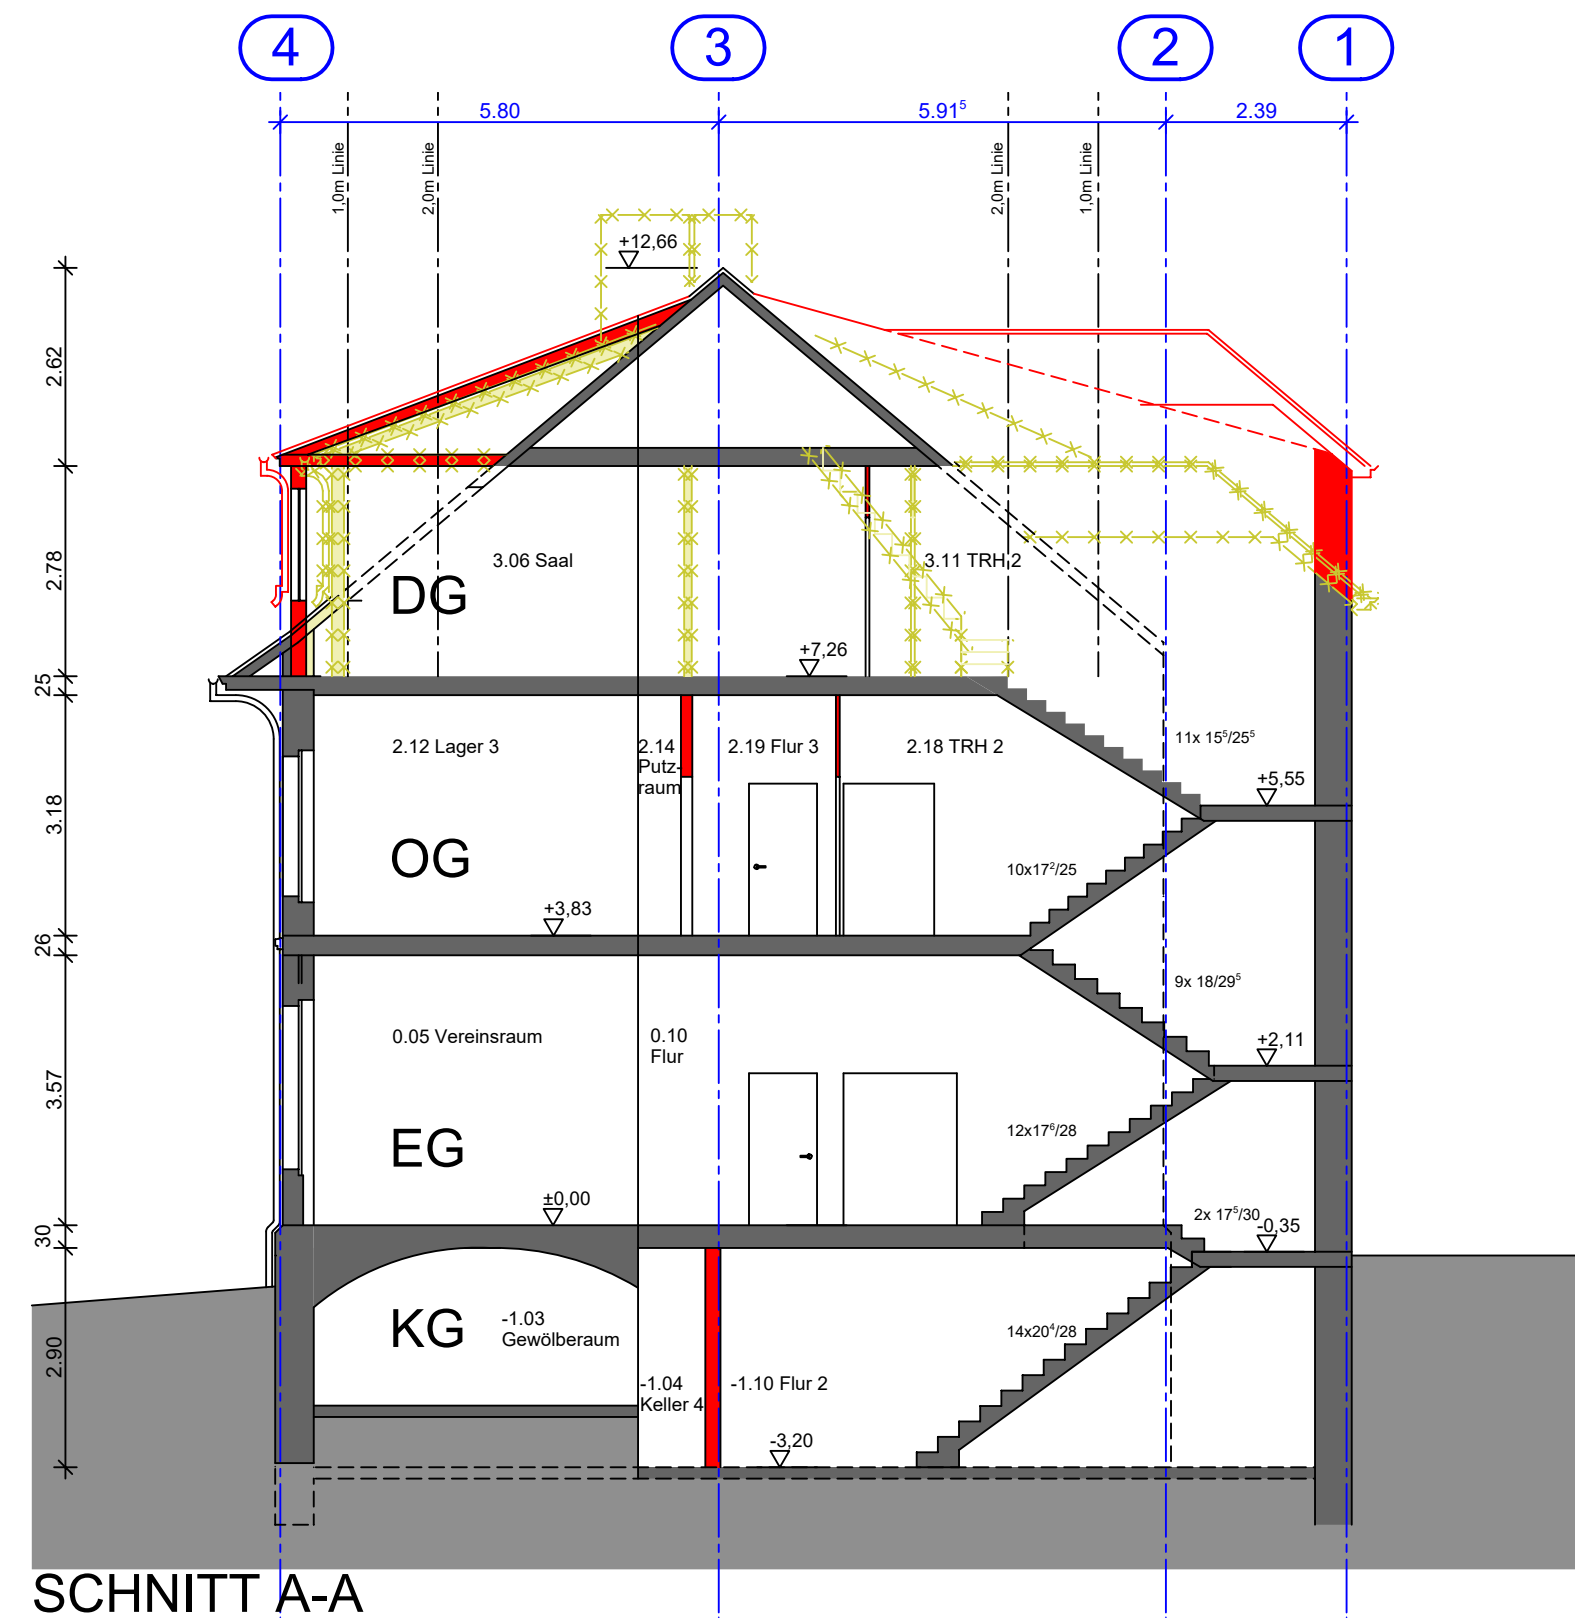 4
3
2
1
5.80
5.91⁵
2.39
1,0m Linie
2,0m Linie
2,0m Linie
1,0m Linie
+12,66
2.62
2.78
3.06 Saal
3.11 TRH 2
DG
+7,26
25
2.12 Lager 3
2.14
Putz-
raum
2.19 Flur 3
2.18 TRH 2
11x 15⁵/25⁵
+5,55
3.18
OG
10x17²/25
+3,83
26
9x 18/29⁵
0.05 Vereinsraum
0.10
Flur
+2,11
3.57
EG
12x17⁶/28
±0,00
30
2x 17⁵/30
-0,35
KG
-1.03
Gewölberaum
14x20⁴/28
2.90
-1.04
Keller 4
-1.10 Flur 2
-3,20
SCHNITT A-A